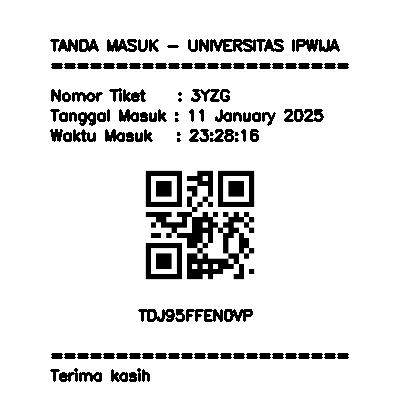 TANDA MASUK - UNIVERSITAS IPWIJA
=======================
Nomor Tiket : 3YZG
Tanggal Masuk : 11 January 2025
Waktu Masuk : 23:28:16
TDJ95FFEN0VP
=======================
Terima kasih